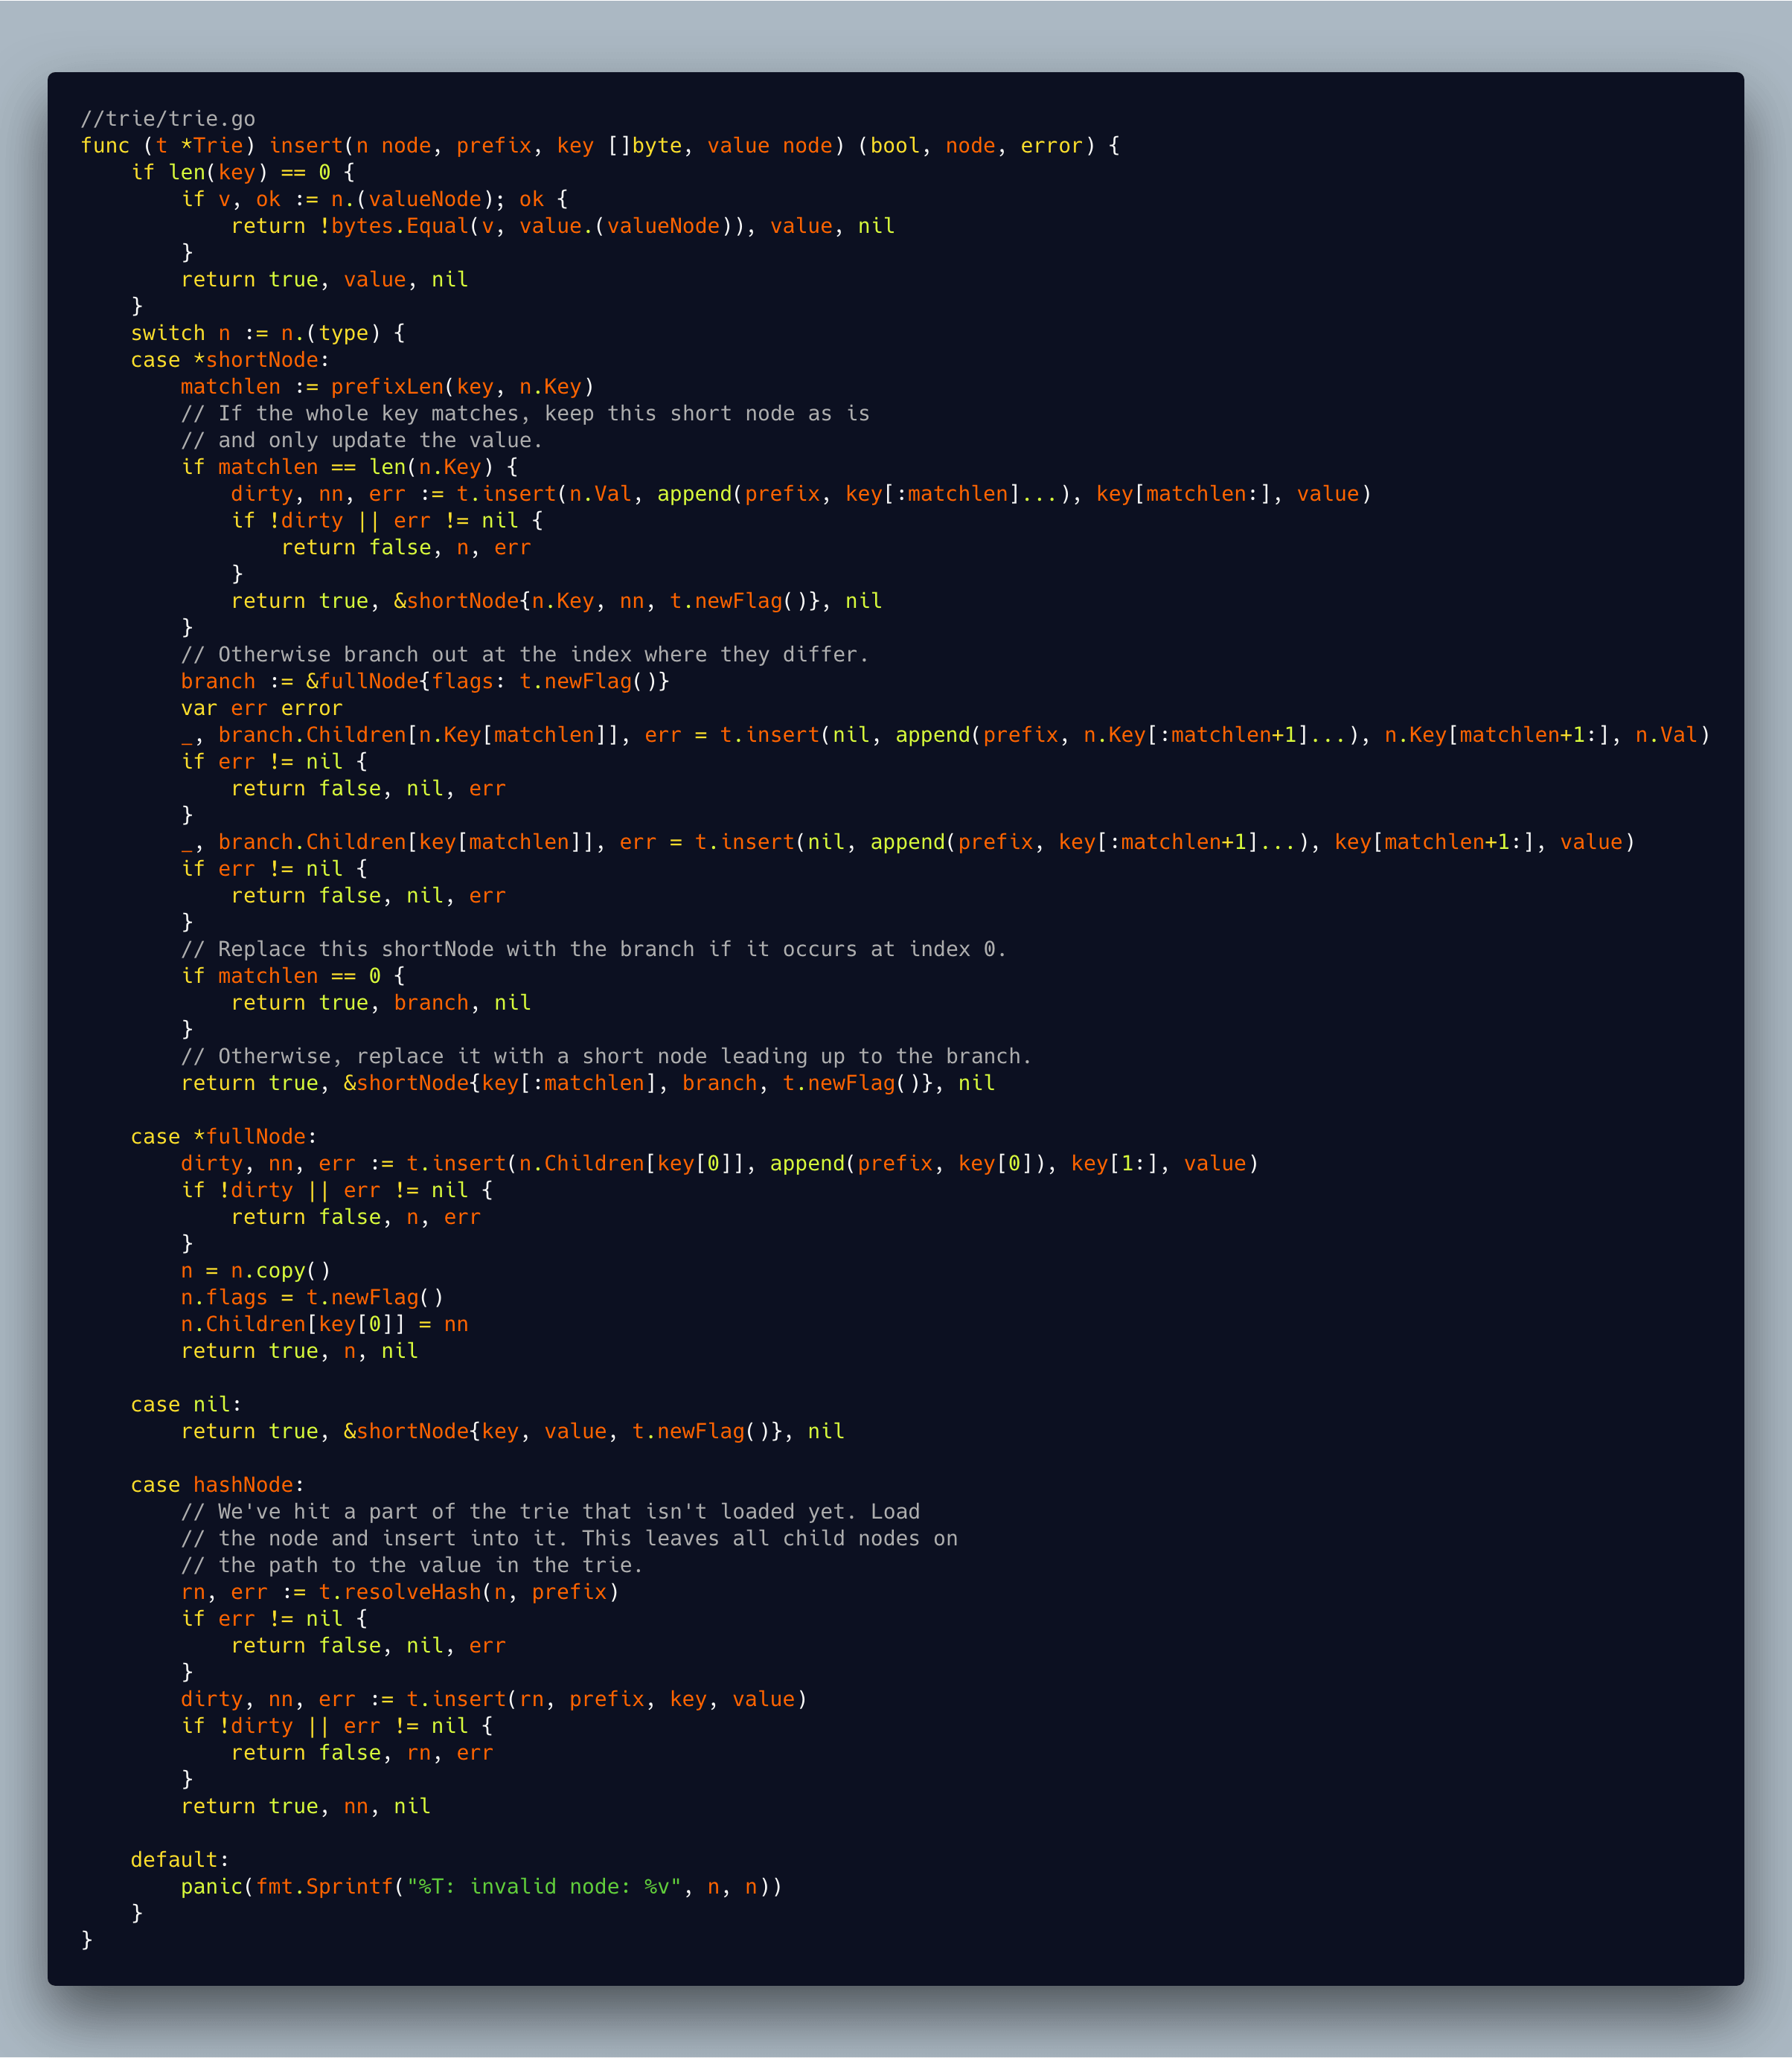 //trie/trie.go
func (t *Trie) insert(n node, prefix, key []byte, value node) (bool, node, error) {
    if len(key) == 0 {
        if v, ok := n.(valueNode); ok {
            return !bytes.Equal(v, value.(valueNode)), value, nil
        }
        return true, value, nil
    }
    switch n := n.(type) {
    case *shortNode:
        matchlen := prefixLen(key, n.Key)
        // If the whole key matches, keep this short node as is
        // and only update the value.
        if matchlen == len(n.Key) {
            dirty, nn, err := t.insert(n.Val, append(prefix, key[:matchlen]...), key[matchlen:], value)
            if !dirty || err != nil {
                return false, n, err
            }
            return true, &shortNode{n.Key, nn, t.newFlag()}, nil
        }
        // Otherwise branch out at the index where they differ.
        branch := &fullNode{flags: t.newFlag()}
        var err error
        _, branch.Children[n.Key[matchlen]], err = t.insert(nil, append(prefix, n.Key[:matchlen+1]...), n.Key[matchlen+1:], n.Val)
        if err != nil {
            return false, nil, err
        }
        _, branch.Children[key[matchlen]], err = t.insert(nil, append(prefix, key[:matchlen+1]...), key[matchlen+1:], value)
        if err != nil {
            return false, nil, err
        }
        // Replace this shortNode with the branch if it occurs at index 0.
        if matchlen == 0 {
            return true, branch, nil
        }
        // Otherwise, replace it with a short node leading up to the branch.
        return true, &shortNode{key[:matchlen], branch, t.newFlag()}, nil

    case *fullNode:
        dirty, nn, err := t.insert(n.Children[key[0]], append(prefix, key[0]), key[1:], value)
        if !dirty || err != nil {
            return false, n, err
        }
        n = n.copy()
        n.flags = t.newFlag()
        n.Children[key[0]] = nn
        return true, n, nil

    case nil:
        return true, &shortNode{key, value, t.newFlag()}, nil

    case hashNode:
        // We've hit a part of the trie that isn't loaded yet. Load
        // the node and insert into it. This leaves all child nodes on
        // the path to the value in the trie.
        rn, err := t.resolveHash(n, prefix)
        if err != nil {
            return false, nil, err
        }
        dirty, nn, err := t.insert(rn, prefix, key, value)
        if !dirty || err != nil {
            return false, rn, err
        }
        return true, nn, nil

    default:
        panic(fmt.Sprintf("%T: invalid node: %v", n, n))
    }
}